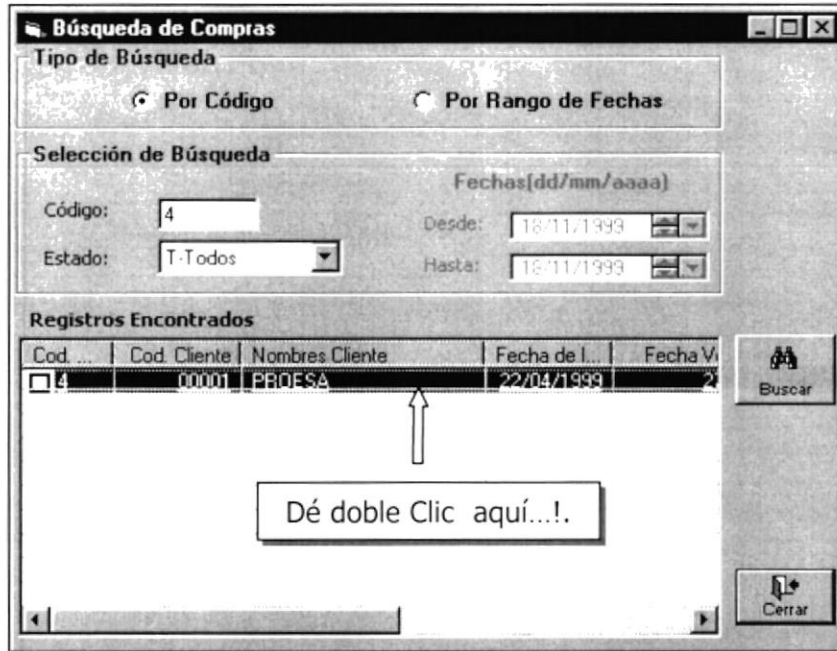 Búsqueda de Compras
Tipo de Búsqueda
Por Código
Por Rango de Fechas
Selección de Búsqueda
Fechas(dd/mm/aaaa)
Código:
4
Desde:
18/11/1999
Estado:
T-Todos
Hasta:
18/11/1999
Registros Encontrados
Cod. ... Cod. Cliente Nombres Cliente Fecha de I... Fecha V
4 00001 PROESA 22/04/1999 2
Buscar
Dé doble Clic aquí...!.
Cerrar